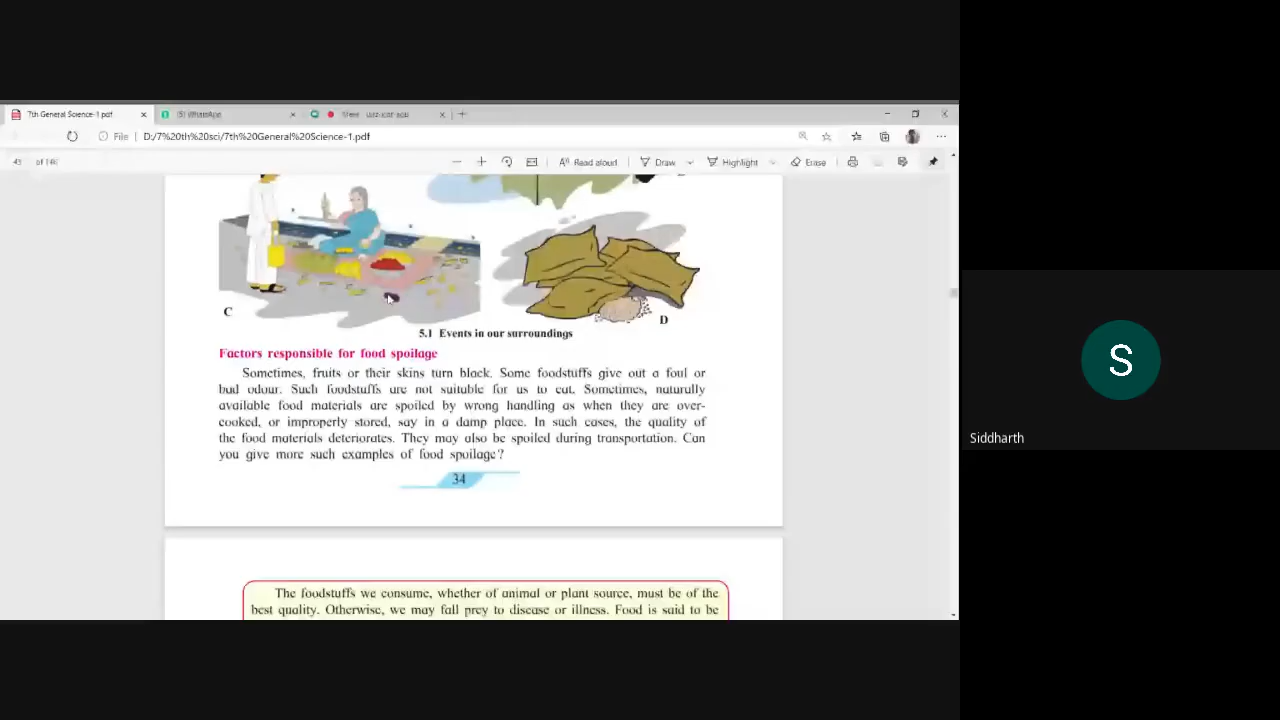 7th General Science-1.pdf
(5) WhatsApp
File
D:/7%20th%20sci/7th%20General%20Science-1.pdf
of 146
Read aloud
Draw
Highlight
Erase
C
D
5.1 Events in our surroundings
Factors responsible for food spoilage
Sometimes, fruits or their skins turn black. Some foodstuffs give out a foul or
bad odour. Such foodstuffs are not suitable for us to eat. Sometimes, naturally
available food materials are spoiled by wrong handling as when they are over-
cooked, or improperly stored, say in a damp place. In such cases, the quality of
the food materials deteriorates. They may also be spoiled during transportation. Can
you give more such examples of food spoilage?
34
The foodstuffs we consume, whether of animal or plant source, must be of the
best quality. Otherwise, we may fall prey to disease or illness. Food is said to be
S
Siddharth